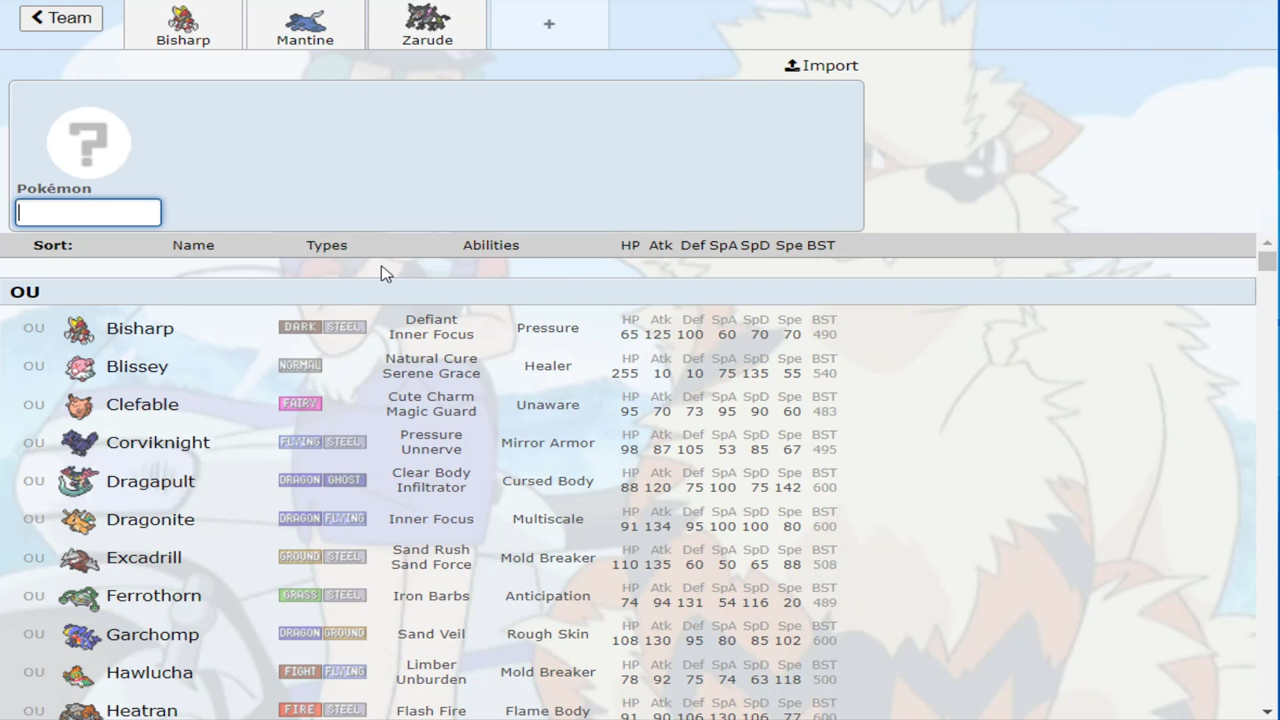 Team
Bisharp
Mantine
Zarude
+
Import
?
Pokémon
Sort: Name Types Abilities HP Atk Def SpA SpD Spe BST
OU
OU Bisharp DARK STEEL Defiant Inner Focus Pressure HP 65 Atk 125 Def 100 SpA 60 SpD 70 Spe 70 BST 490
OU Blissey NORMAL Natural Cure Serene Grace Healer HP 255 Atk 10 Def 10 SpA 75 SpD 135 Spe 55 BST 540
OU Clefable FAIRY Cute Charm Magic Guard Unaware HP 95 Atk 70 Def 73 SpA 95 SpD 90 Spe 60 BST 483
OU Corviknight FLYING STEEL Pressure Unnerve Mirror Armor HP 98 Atk 87 Def 105 SpA 53 SpD 85 Spe 67 BST 495
OU Dragapult DRAGON GHOST Clear Body Infiltrator Cursed Body HP 88 Atk 120 Def 75 SpA 100 SpD 75 Spe 142 BST 600
OU Dragonite DRAGON FLYING Inner Focus Multiscale HP 91 Atk 134 Def 95 SpA 100 SpD 100 Spe 80 BST 600
OU Excadrill GROUND STEEL Sand Rush Sand Force Mold Breaker HP 110 Atk 135 Def 60 SpA 50 SpD 65 Spe 88 BST 508
OU Ferrothorn GRASS STEEL Iron Barbs Anticipation HP 74 Atk 94 Def 131 SpA 54 SpD 116 Spe 20 BST 489
OU Garchomp DRAGON GROUND Sand Veil Rough Skin HP 108 Atk 130 Def 95 SpA 80 SpD 85 Spe 102 BST 600
OU Hawlucha FIGHT FLYING Limber Unburden Mold Breaker HP 78 Atk 92 Def 75 SpA 74 SpD 63 Spe 118 BST 500
OU Heatran FIRE STEEL Flash Fire Flame Body HP 91 Atk 90 Def 106 SpA 130 SpD 106 Spe 77 BST 600